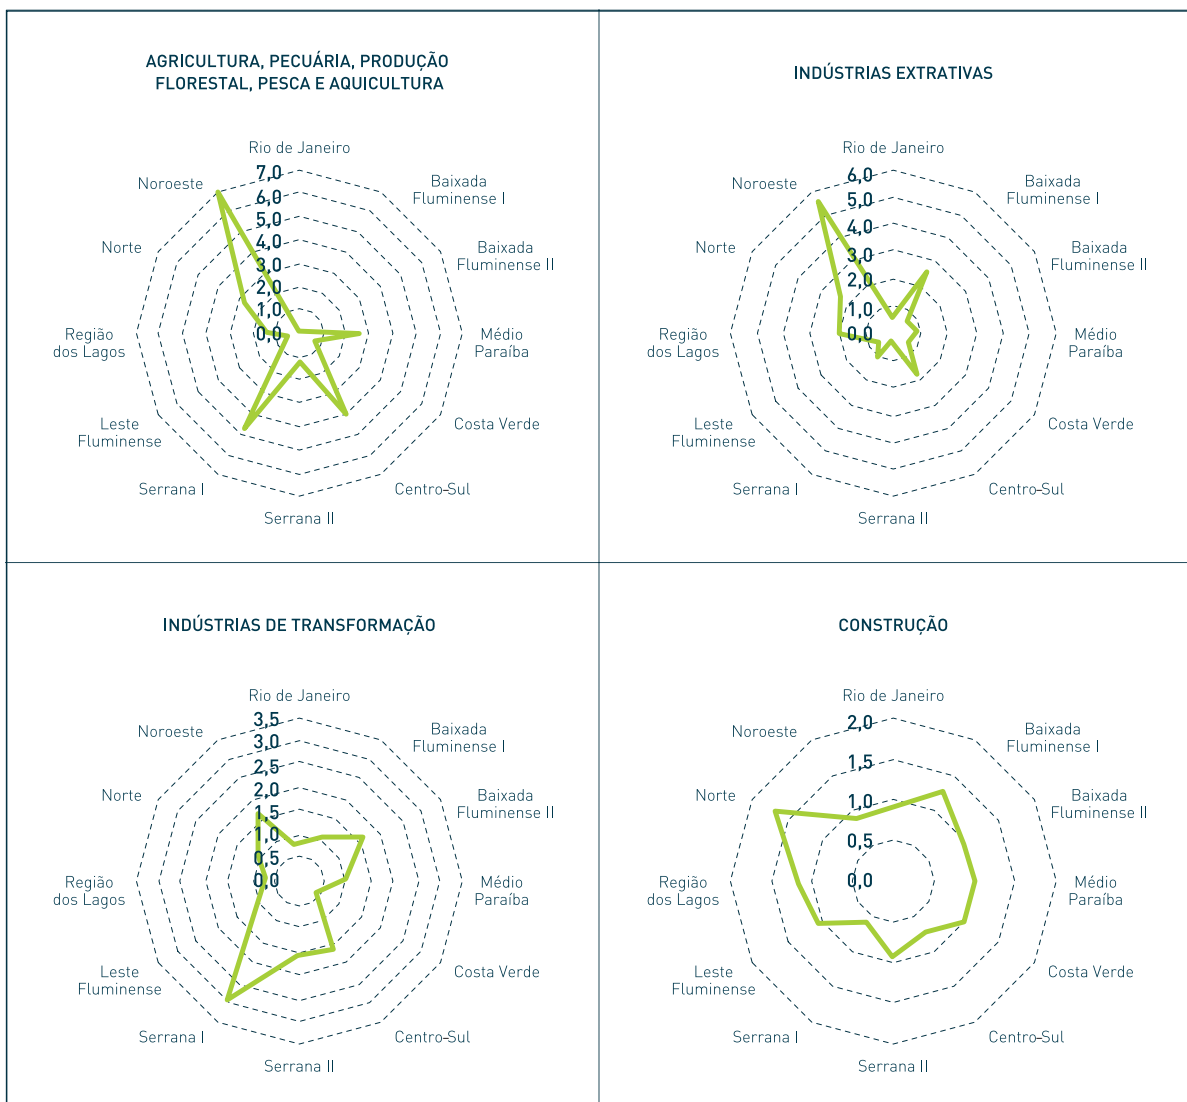 AGRICULTURA, PECUÁRIA, PRODUÇÃO
FLORESTAL, PESCA E AQUICULTURA
Rio de Janeiro
Baixada
Fluminense I
Baixada
Fluminense II
Médio
Paraíba
Costa Verde
Centro-Sul
Serrana II
Serrana I
Leste
Fluminense
Região
dos Lagos
Norte
Noroeste
7,0
6,0
5,0
4,0
3,0
2,0
1,0
0,0
INDÚSTRIAS EXTRATIVAS
Rio de Janeiro
Baixada
Fluminense I
Baixada
Fluminense II
Médio
Paraíba
Costa Verde
Centro-Sul
Serrana II
Serrana I
Leste
Fluminense
Região
dos Lagos
Norte
Noroeste
6,0
5,0
4,0
3,0
2,0
1,0
0,0
INDÚSTRIAS DE TRANSFORMAÇÃO
Rio de Janeiro
Baixada
Fluminense I
Baixada
Fluminense II
Médio
Paraíba
Costa Verde
Centro-Sul
Serrana II
Serrana I
Leste
Fluminense
Região
dos Lagos
Norte
Noroeste
3,5
3,0
2,5
2,0
1,5
1,0
0,5
0,0
CONSTRUÇÃO
Rio de Janeiro
Baixada
Fluminense I
Baixada
Fluminense II
Médio
Paraíba
Costa Verde
Centro-Sul
Serrana II
Serrana I
Leste
Fluminense
Região
dos Lagos
Norte
Noroeste
2,0
1,5
1,0
0,5
0,0